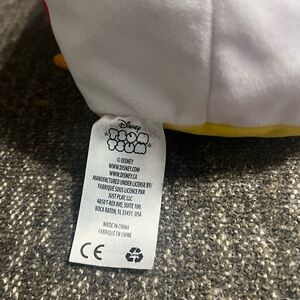 Disney
TSUM
TSUM
© DISNEY
WWW.DISNEY.COM
WWW.DISNEY.CA
MANUFACTURED UNDER LICENSE BY/
FABRIQUÉ SOUS LICENCE PAR
JUST PLAY, LLC
4850 T-REX AVE, SUITE 100
BOCA RATON, FL 33431, USA
MADE IN CHINA
FABRIQUÉ EN CHINE
CE